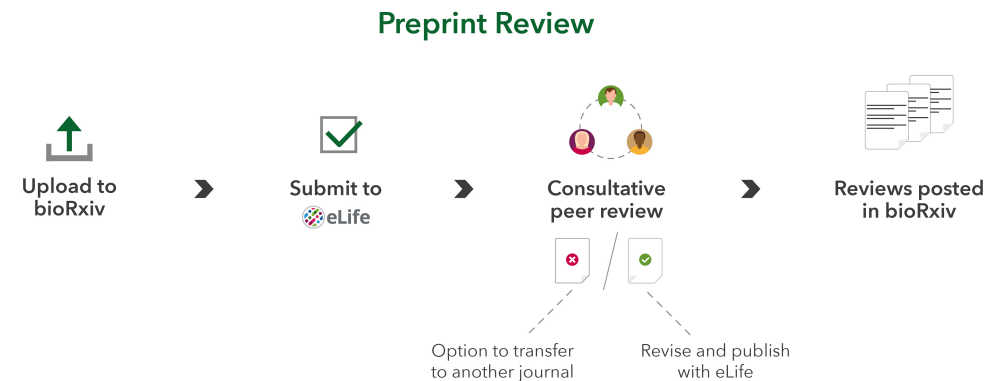 Preprint Review
Upload to
bioRxiv
Submit to
eLife
Consultative
peer review
Reviews posted
in bioRxiv
Option to transfer
to another journal
Revise and publish
with eLife